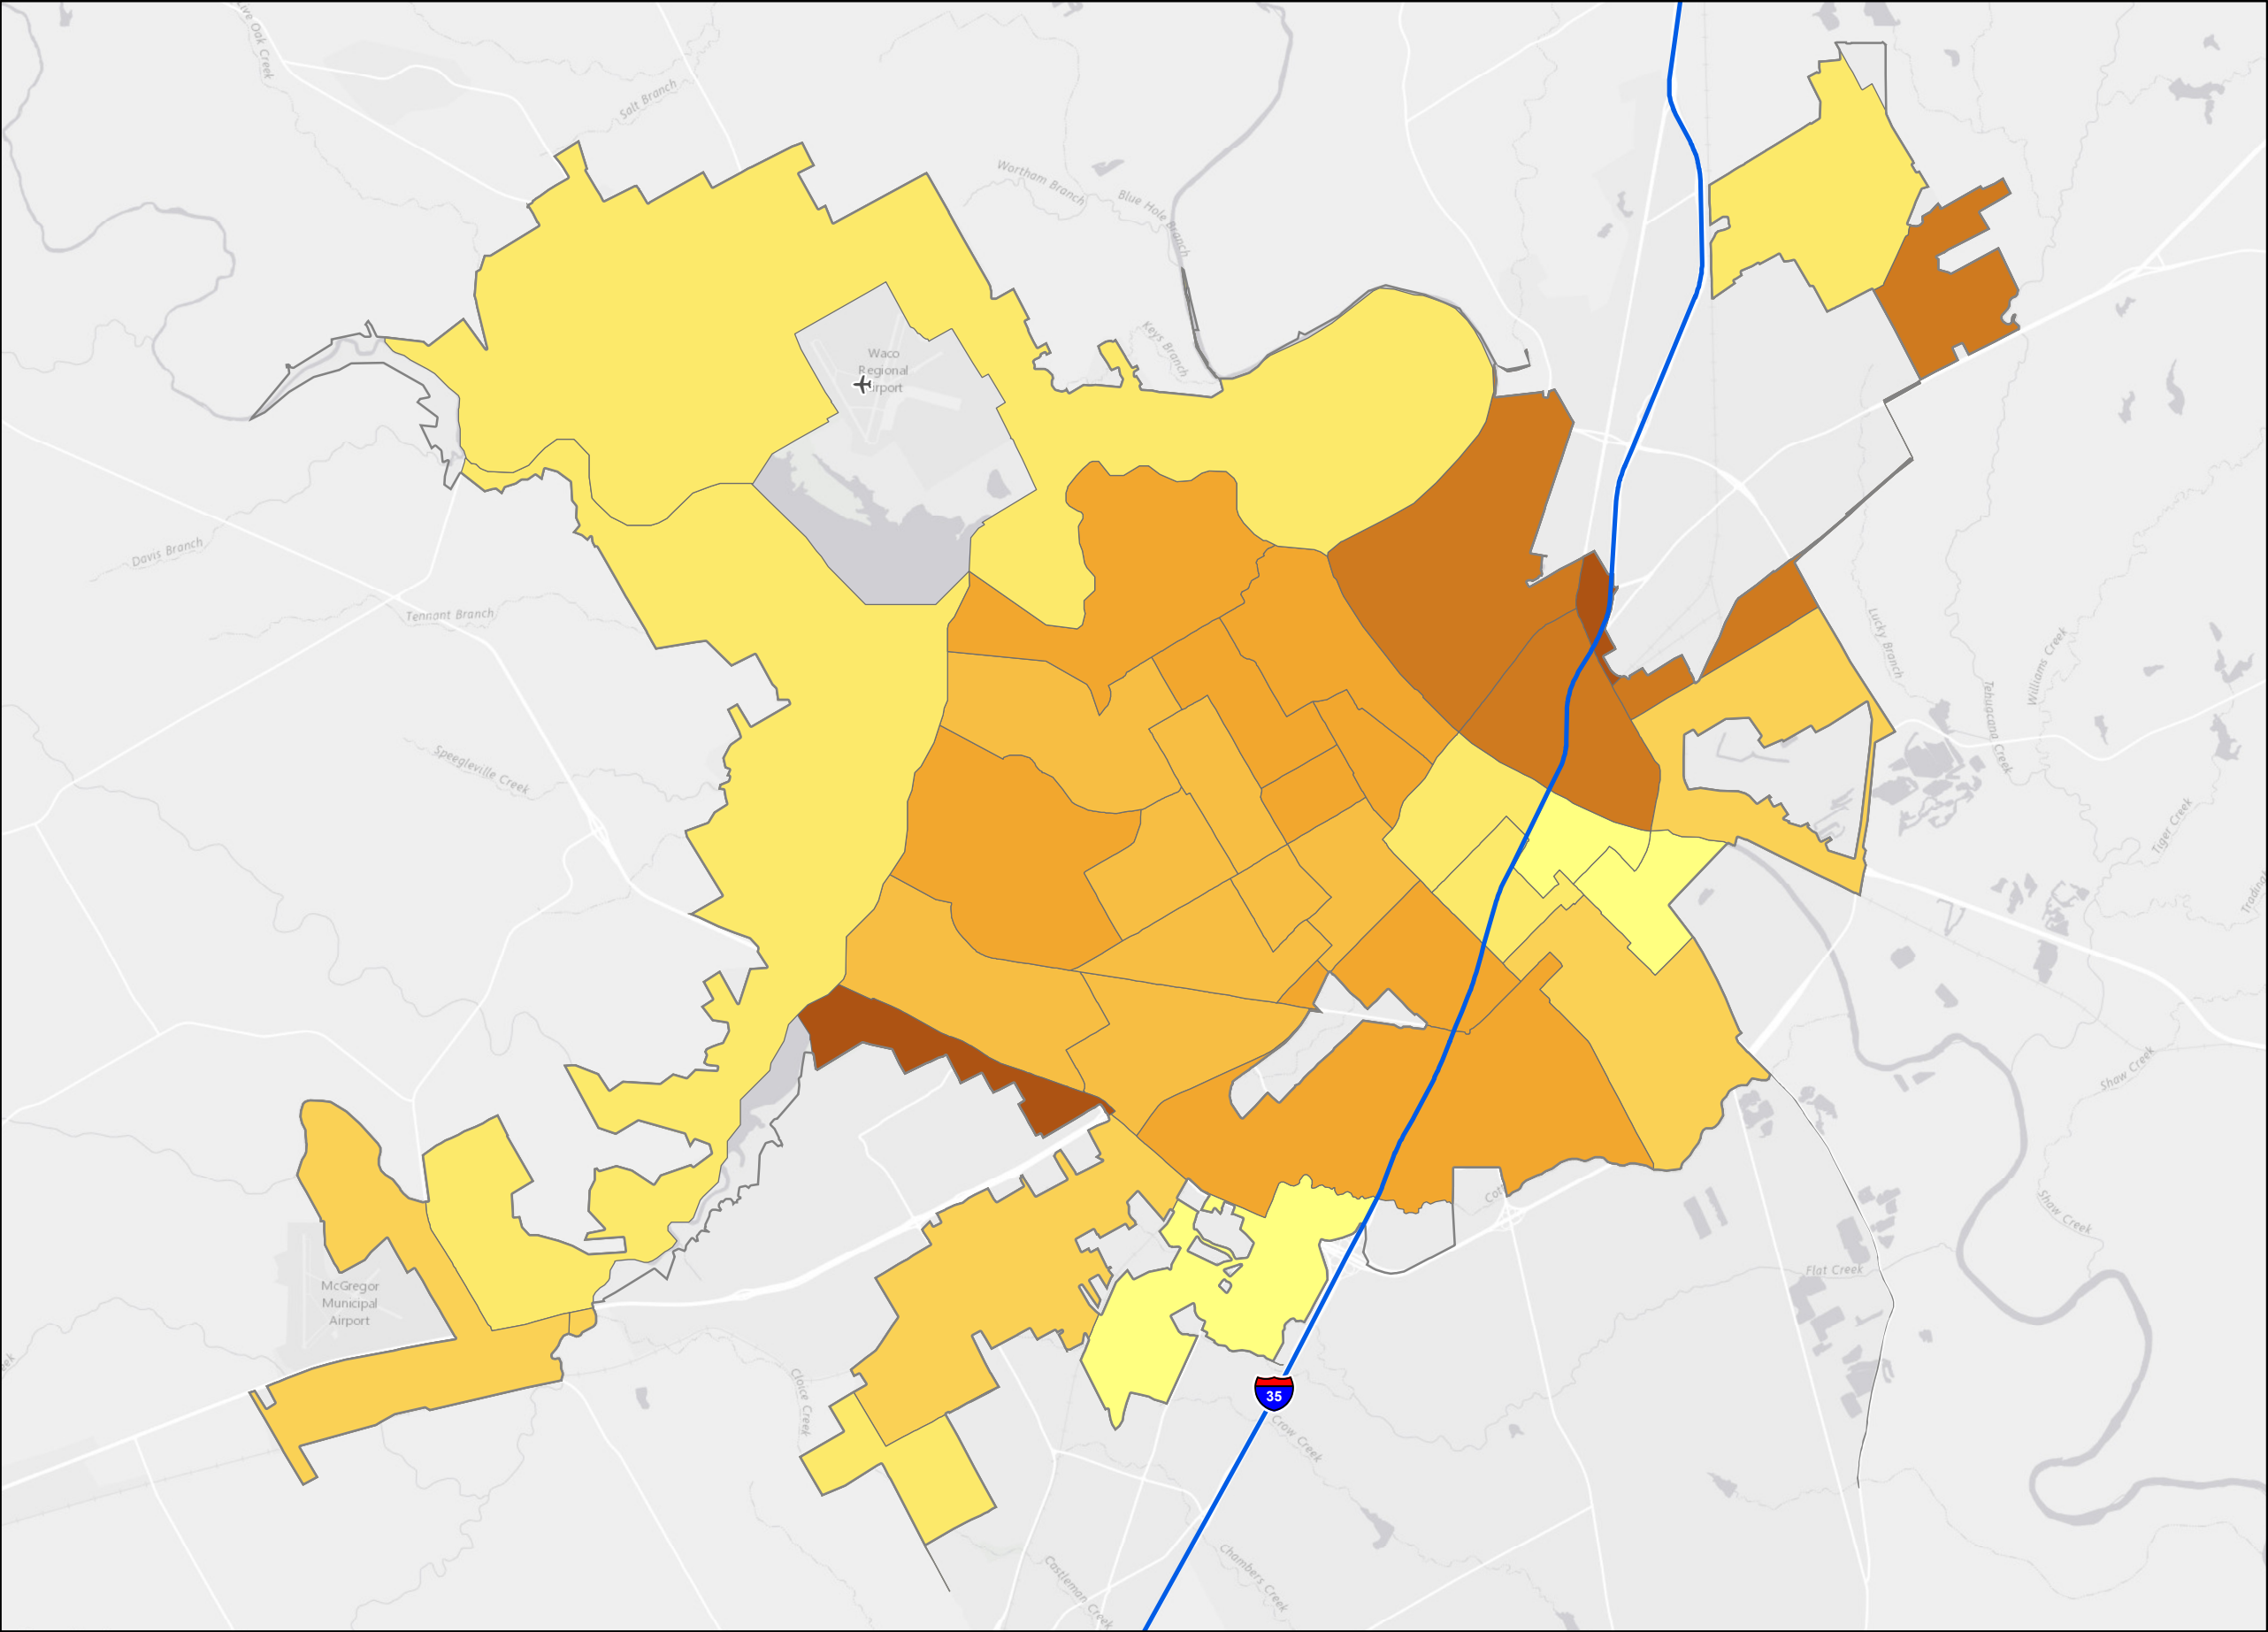 Live Oak Creek
Salt Branch
Wortham Branch
Blue Hole Branch
Keys Branch
Waco
Regional
Airport
Davis Branch
Tennant Branch
Lucky Branch
Williams Creek
Tehuacana Creek
Speegleville Creek
Tiger Creek
Shaw Creek
Shaw Creek
Flat Creek
McGregor
Municipal
Airport
Cloice Creek
35
Crow Creek
Chambers Creek
Castleman Creek